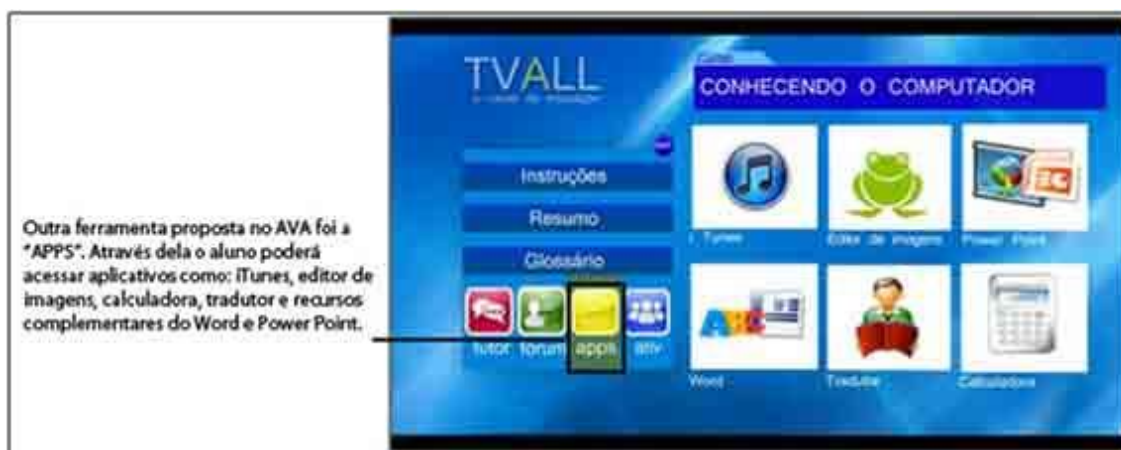 Outra ferramenta proposta no AVA foi a
"APPS". Através dela o aluno poderá
acessar aplicativos como: iTunes, editor de
imagens, calculadora, tradutor e recursos
complementares do Word e Power Point.
TVALL
CONHECENDO O COMPUTADOR
Instruções
Resumo
Glossário
tutor forum apps ativ
i Tunes Editor de imagens Power Point
ABC
Word Tradutor Calculadora